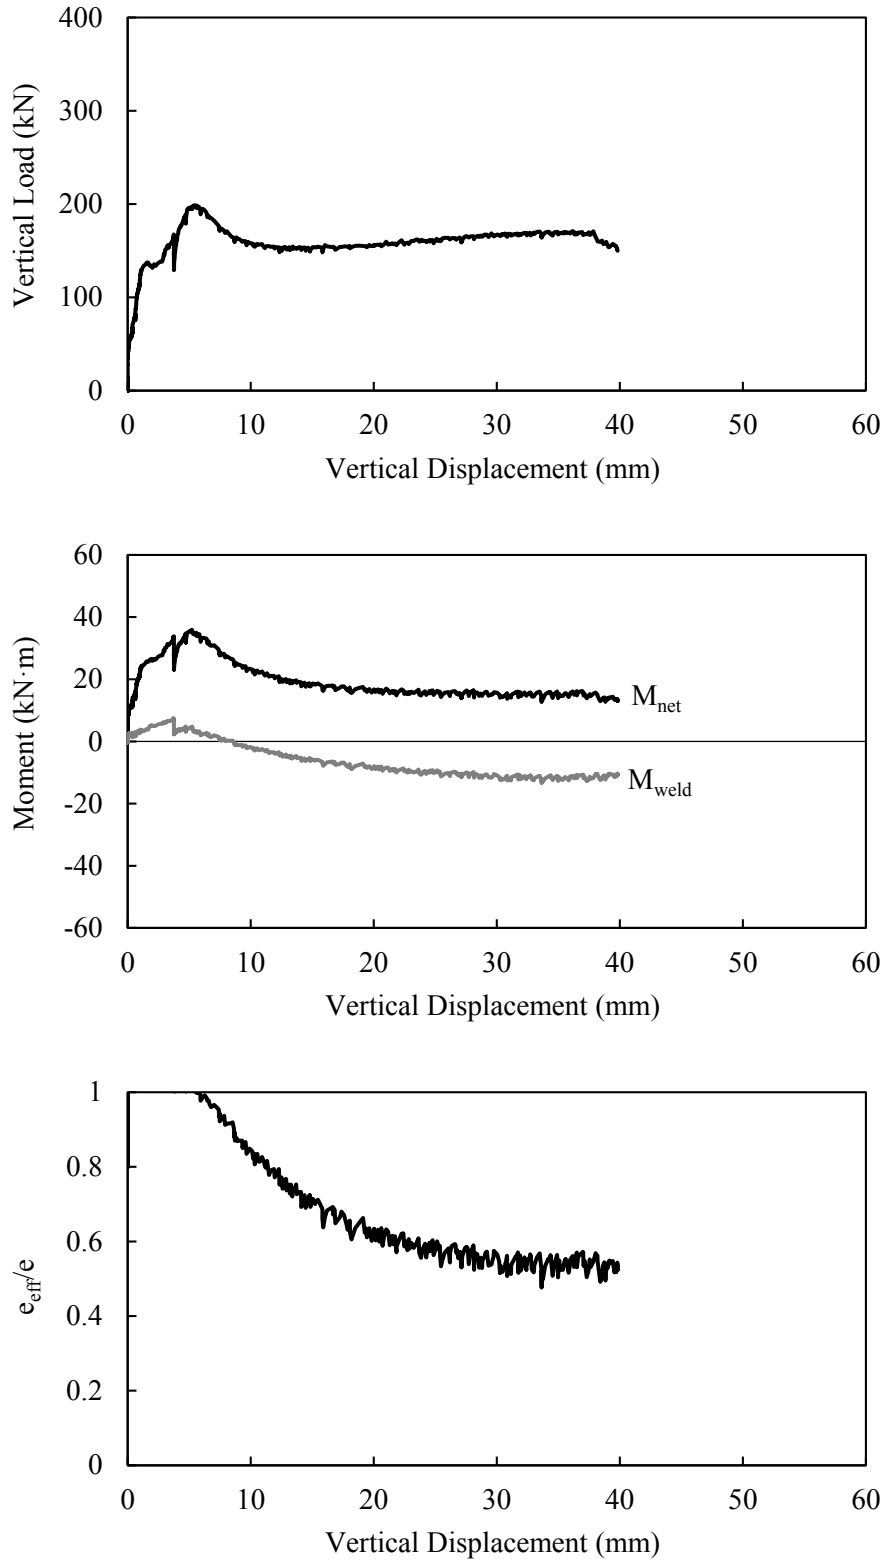 400
300
200
100
0
Vertical Load (kN)
0 10 20 30 40 50 60
Vertical Displacement (mm)
60
40
20
0
-20
-40
-60
Moment (kN·m)
M_net
M_weld
0 10 20 30 40 50 60
Vertical Displacement (mm)
1
0.8
0.6
0.4
0.2
0
e_eff/e
0 10 20 30 40 50 60
Vertical Displacement (mm)